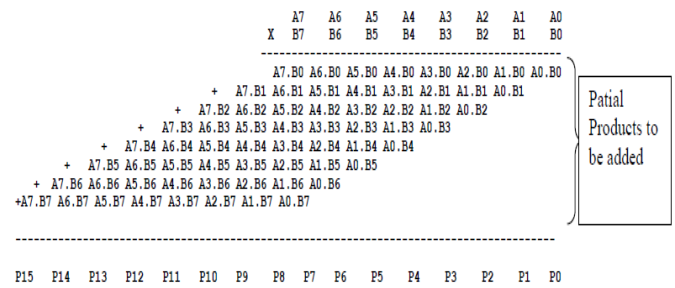 A7 A6 A5 A4 A3 A2 A1 A0
X B7 B6 B5 B4 B3 B2 B1 B0
A7.B0 A6.B0 A5.B0 A4.B0 A3.B0 A2.B0 A1.B0 A0.B0
+ A7.B1 A6.B1 A5.B1 A4.B1 A3.B1 A2.B1 A1.B1 A0.B1
+ A7.B2 A6.B2 A5.B2 A4.B2 A3.B2 A2.B2 A1.B2 A0.B2
+ A7.B3 A6.B3 A5.B3 A4.B3 A3.B3 A2.B3 A1.B3 A0.B3
+ A7.B4 A6.B4 A5.B4 A4.B4 A3.B4 A2.B4 A1.B4 A0.B4
+ A7.B5 A6.B5 A5.B5 A4.B5 A3.B5 A2.B5 A1.B5 A0.B5
+ A7.B6 A6.B6 A5.B6 A4.B6 A3.B6 A2.B6 A1.B6 A0.B6
+A7.B7 A6.B7 A5.B7 A4.B7 A3.B7 A2.B7 A1.B7 A0.B7
Patial
Products to
be added
P15 P14 P13 P12 P11 P10 P9 P8 P7 P6 P5 P4 P3 P2 P1 P0